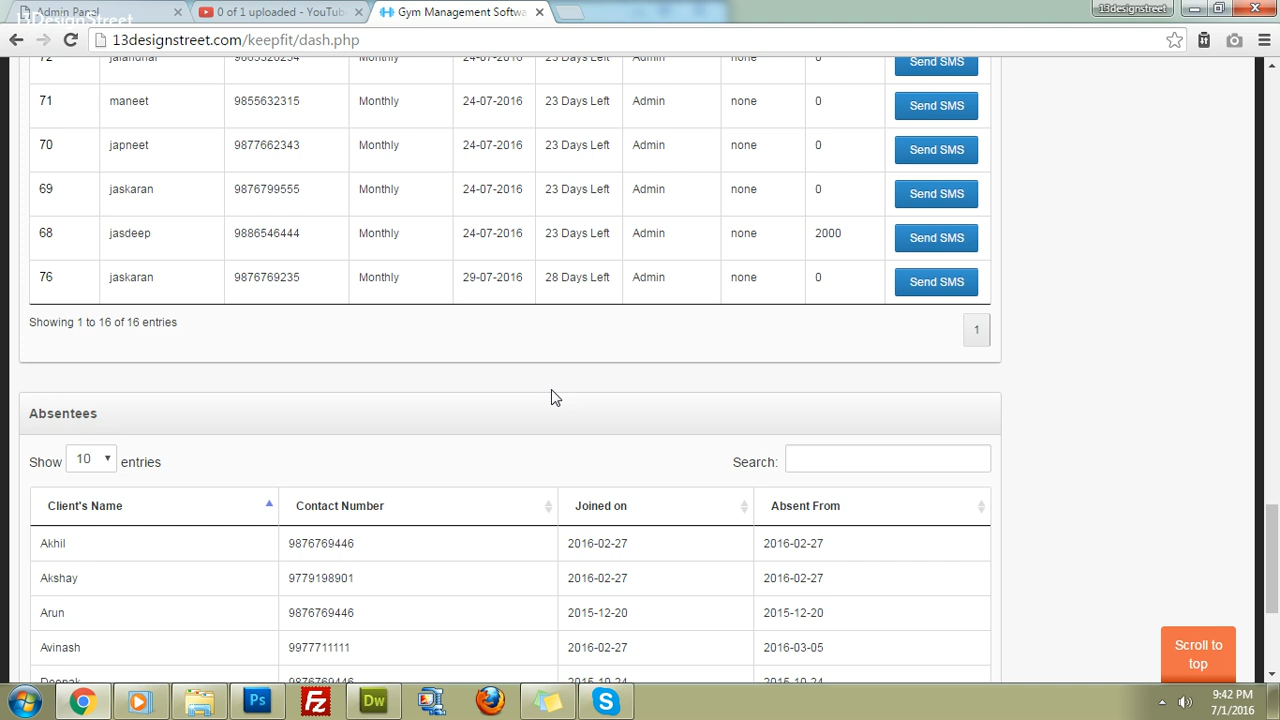 Admin Panel
13DesignStreet
0 of 1 uploaded - YouTube
Gym Management Softwa
13designstreet
13designstreet.com/keepfit/dash.php
72 jalandhar 24-07-2016 23 Days Left Admin none 0 Send SMS
71 maneet 9855632315 Monthly 24-07-2016 23 Days Left Admin none 0 Send SMS
70 japneet 9877662343 Monthly 24-07-2016 23 Days Left Admin none 0 Send SMS
69 jaskaran 9876799555 Monthly 24-07-2016 23 Days Left Admin none 0 Send SMS
68 jasdeep 9886546444 Monthly 24-07-2016 23 Days Left Admin none 2000 Send SMS
76 jaskaran 9876769235 Monthly 29-07-2016 28 Days Left Admin none 0 Send SMS
Showing 1 to 16 of 16 entries
1
Absentees
Show 10 entries Search:
Client's Name Contact Number Joined on Absent From
Akhil 9876769446 2016-02-27 2016-02-27
Akshay 9779198901 2016-02-27 2016-02-27
Arun 9876769446 2015-12-20 2015-12-20
Avinash 9977711111 2016-02-27 2016-03-05
Deepak 9876769446 2015-10-24 2015-10-24
Scroll to
top
Ps
Fz
Dw
S
9:42 PM
7/1/2016